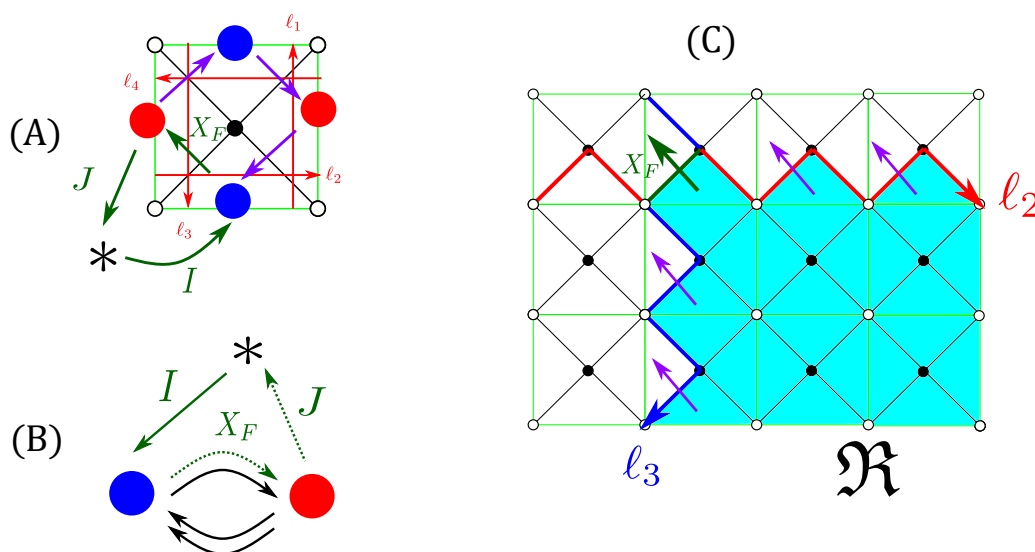 (A)
ℓ₁
ℓ₄
X_F
ℓ₂
J
ℓ₃
*
I
(B)
*
I
J
X_F
(C)
X_F
ℓ₂
ℓ₃
ℜ